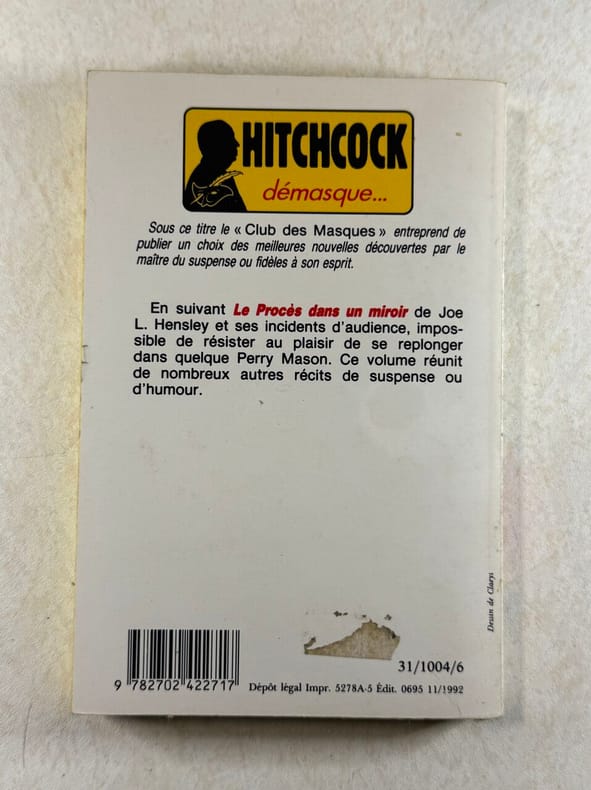 HITCHCOCK
démasque...
Sous ce titre le « Club des Masques » entreprend de
publier un choix des meilleures nouvelles découvertes par le
maître du suspense ou fidèles à son esprit.
En suivant Le Procès dans un miroir de Joe
L. Hensley et ses incidents d'audience, impos-
sible de résister au plaisir de se replonger
dans quelque Perry Mason. Ce volume réunit
de nombreux autres récits de suspense ou
d'humour.
Dessin de Clarys
31/1004/6
9 782702 422717
Dépôt légal Impr. 5278A-5 Édit. 0695 11/1992